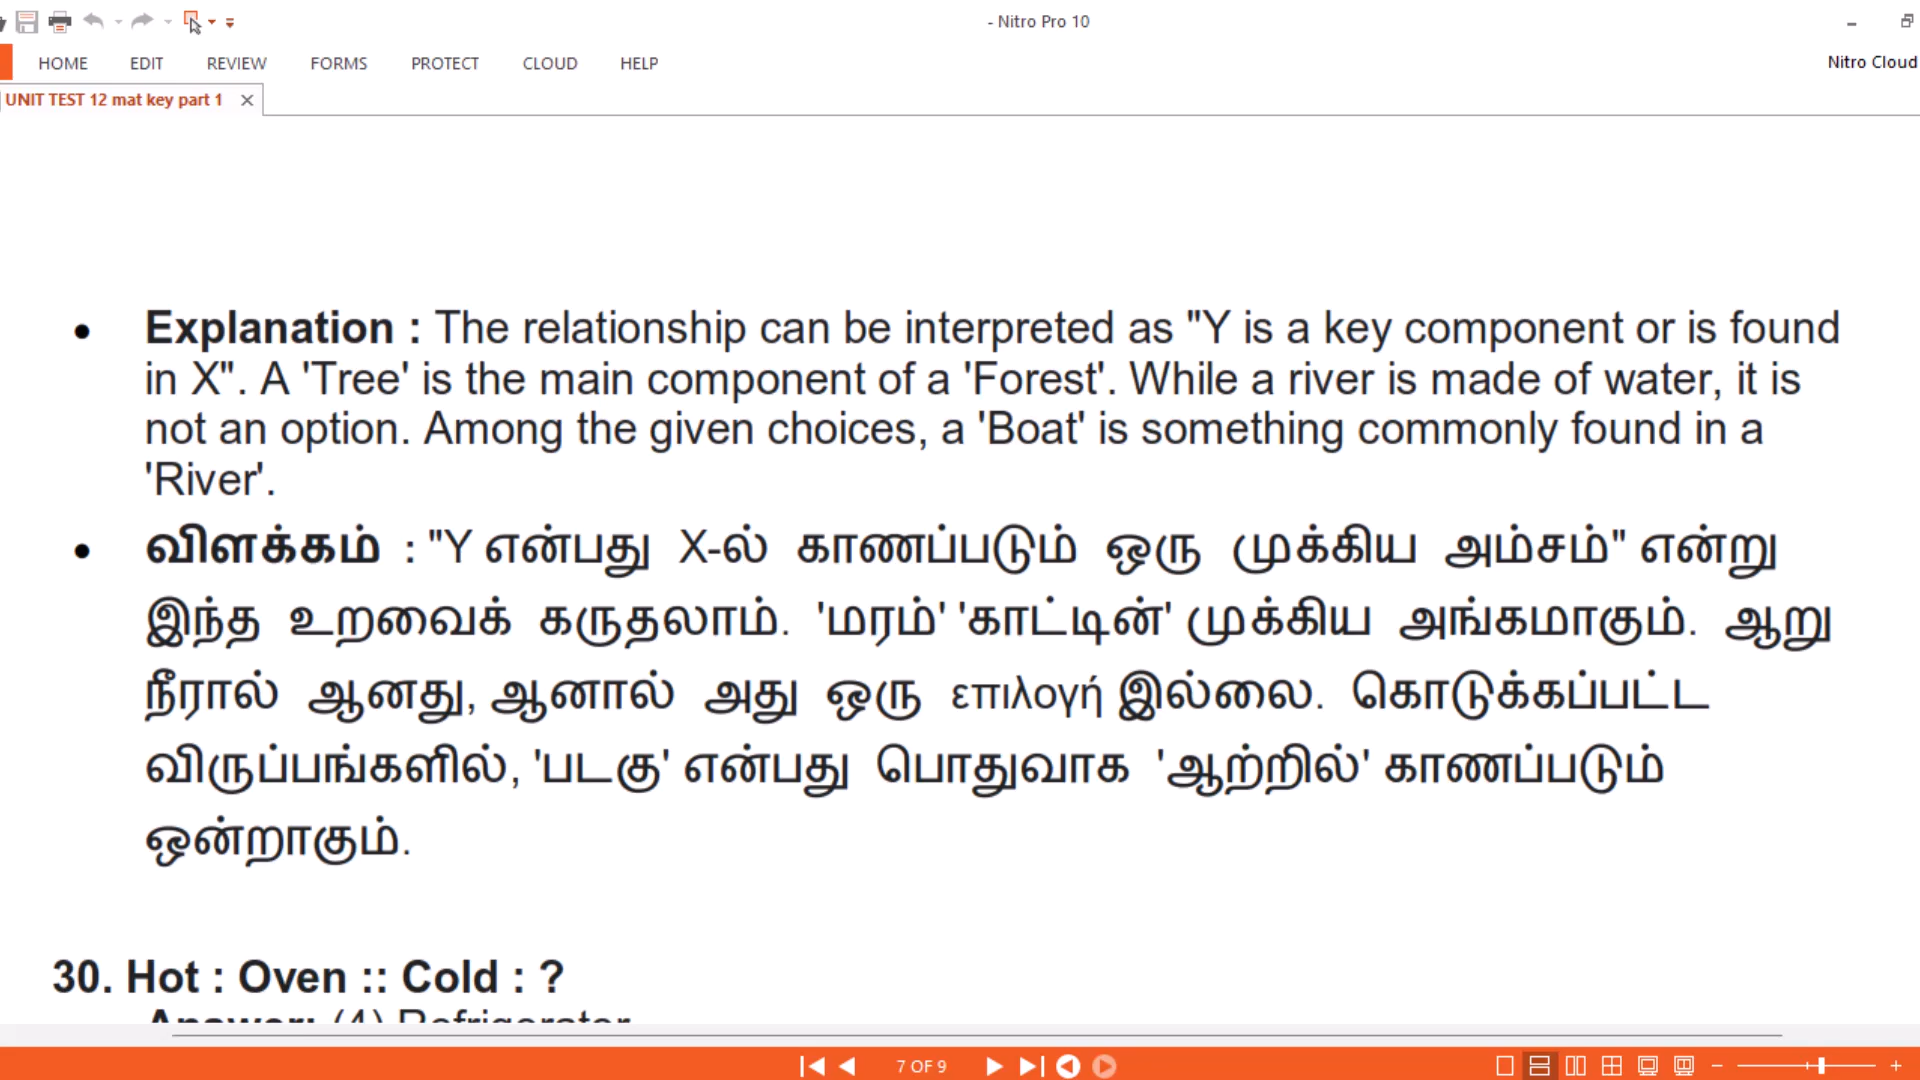 - Nitro Pro 10
HOME EDIT REVIEW FORMS PROTECT CLOUD HELP Nitro Cloud
UNIT TEST 12 mat key part 1
• Explanation : The relationship can be interpreted as "Y is a key component or is found
in X". A 'Tree' is the main component of a 'Forest'. While a river is made of water, it is
not an option. Among the given choices, a 'Boat' is something commonly found in a
'River'.
• விளக்கம் : "Y என்பது X-ல் காணப்படும் ஒரு முக்கிய அம்சம்" என்று
இந்த உறவைக் கருதலாம். 'மரம்' 'காட்டின்' முக்கிய அங்கமாகும். ஆறு
நீரால் ஆனது, ஆனால் அது ஒரு επιλογή இல்லை. கொடுக்கப்பட்ட
விருப்பங்களில், 'படகு' என்பது பொதுவாக 'ஆற்றில்' காணப்படும்
ஒன்றாகும்.
30. Hot : Oven :: Cold : ?
Answer: (4) Refrigerator
7 OF 9